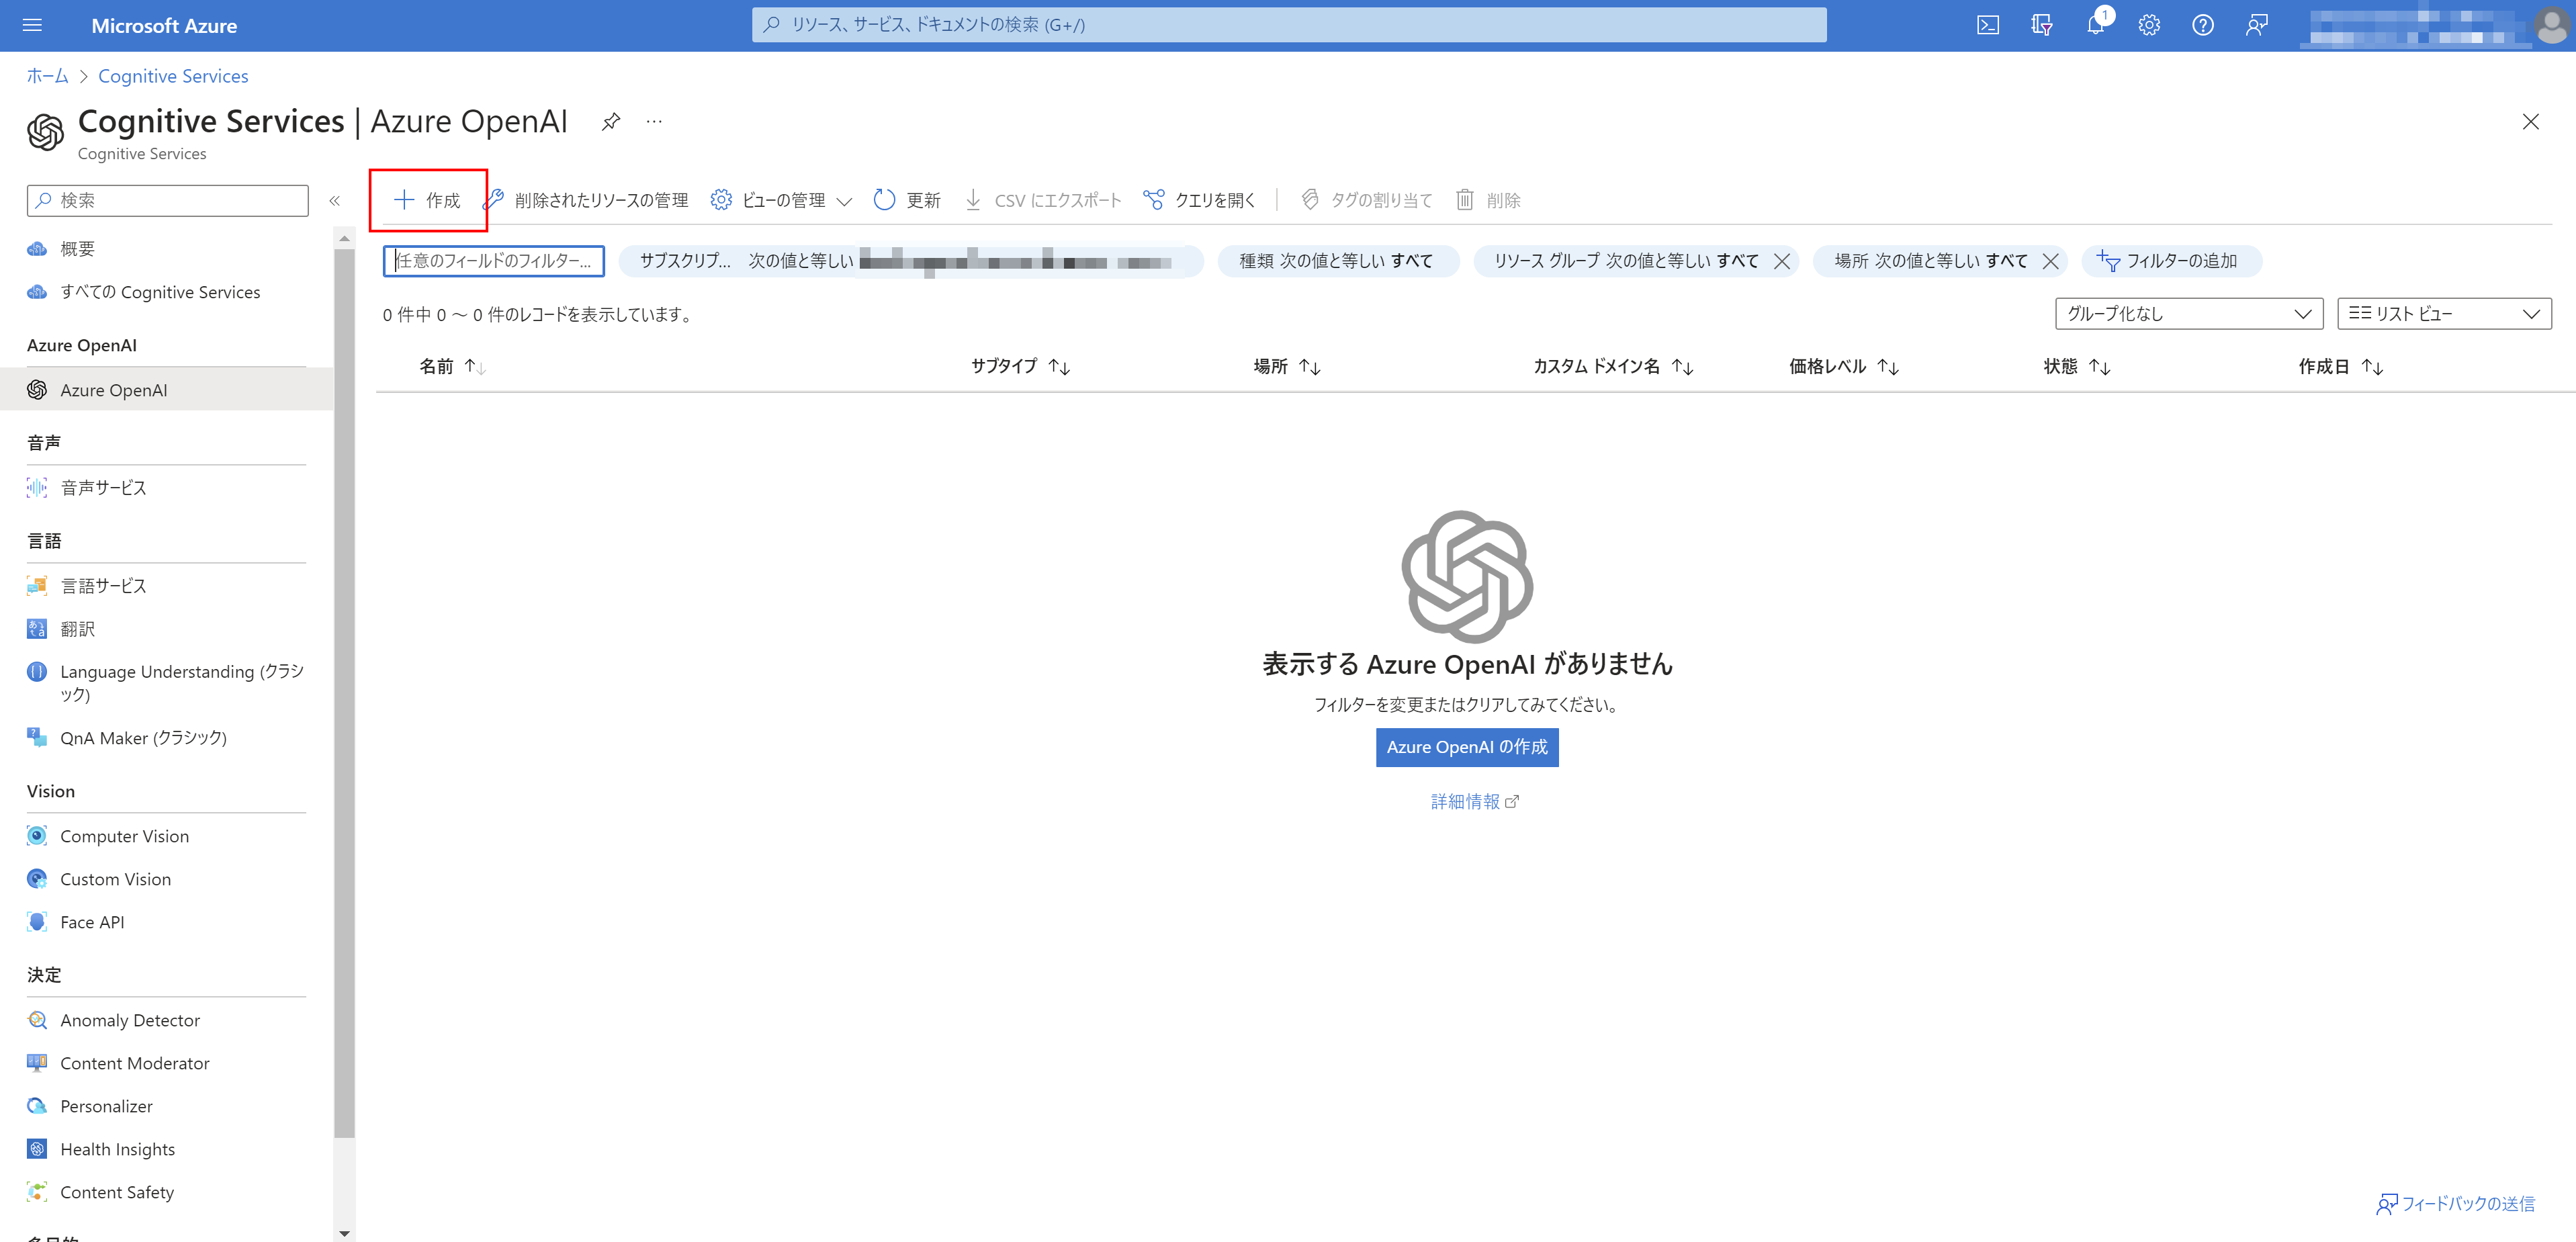 Microsoft Azure
リソース、サービス、ドキュメントの検索 (G+/)
1
ホーム > Cognitive Services
Cognitive Services | Azure OpenAI
Cognitive Services
検索
概要
すべての Cognitive Services
Azure OpenAI
Azure OpenAI
音声
音声サービス
言語
言語サービス
翻訳
Language Understanding (クラシ
ック)
QnA Maker (クラシック)
Vision
Computer Vision
Custom Vision
Face API
決定
Anomaly Detector
Content Moderator
Personalizer
Health Insights
Content Safety
作成 削除されたリソースの管理 ビューの管理 更新 CSV にエクスポート クエリを開く タグの割り当て 削除
任意のフィールドのフィルター... サブスクリプ... 次の値と等しい 種類 次の値と等しい すべて リソース グループ 次の値と等しい すべて 場所 次の値と等しい すべて フィルターの追加
0 件中 0 ～ 0 件のレコードを表示しています。
グループ化なし リスト ビュー
名前 サブタイプ 場所 カスタム ドメイン名 価格レベル 状態 作成日
表示する Azure OpenAI がありません
フィルターを変更またはクリアしてみてください。
Azure OpenAI の作成
詳細情報
フィードバックの送信